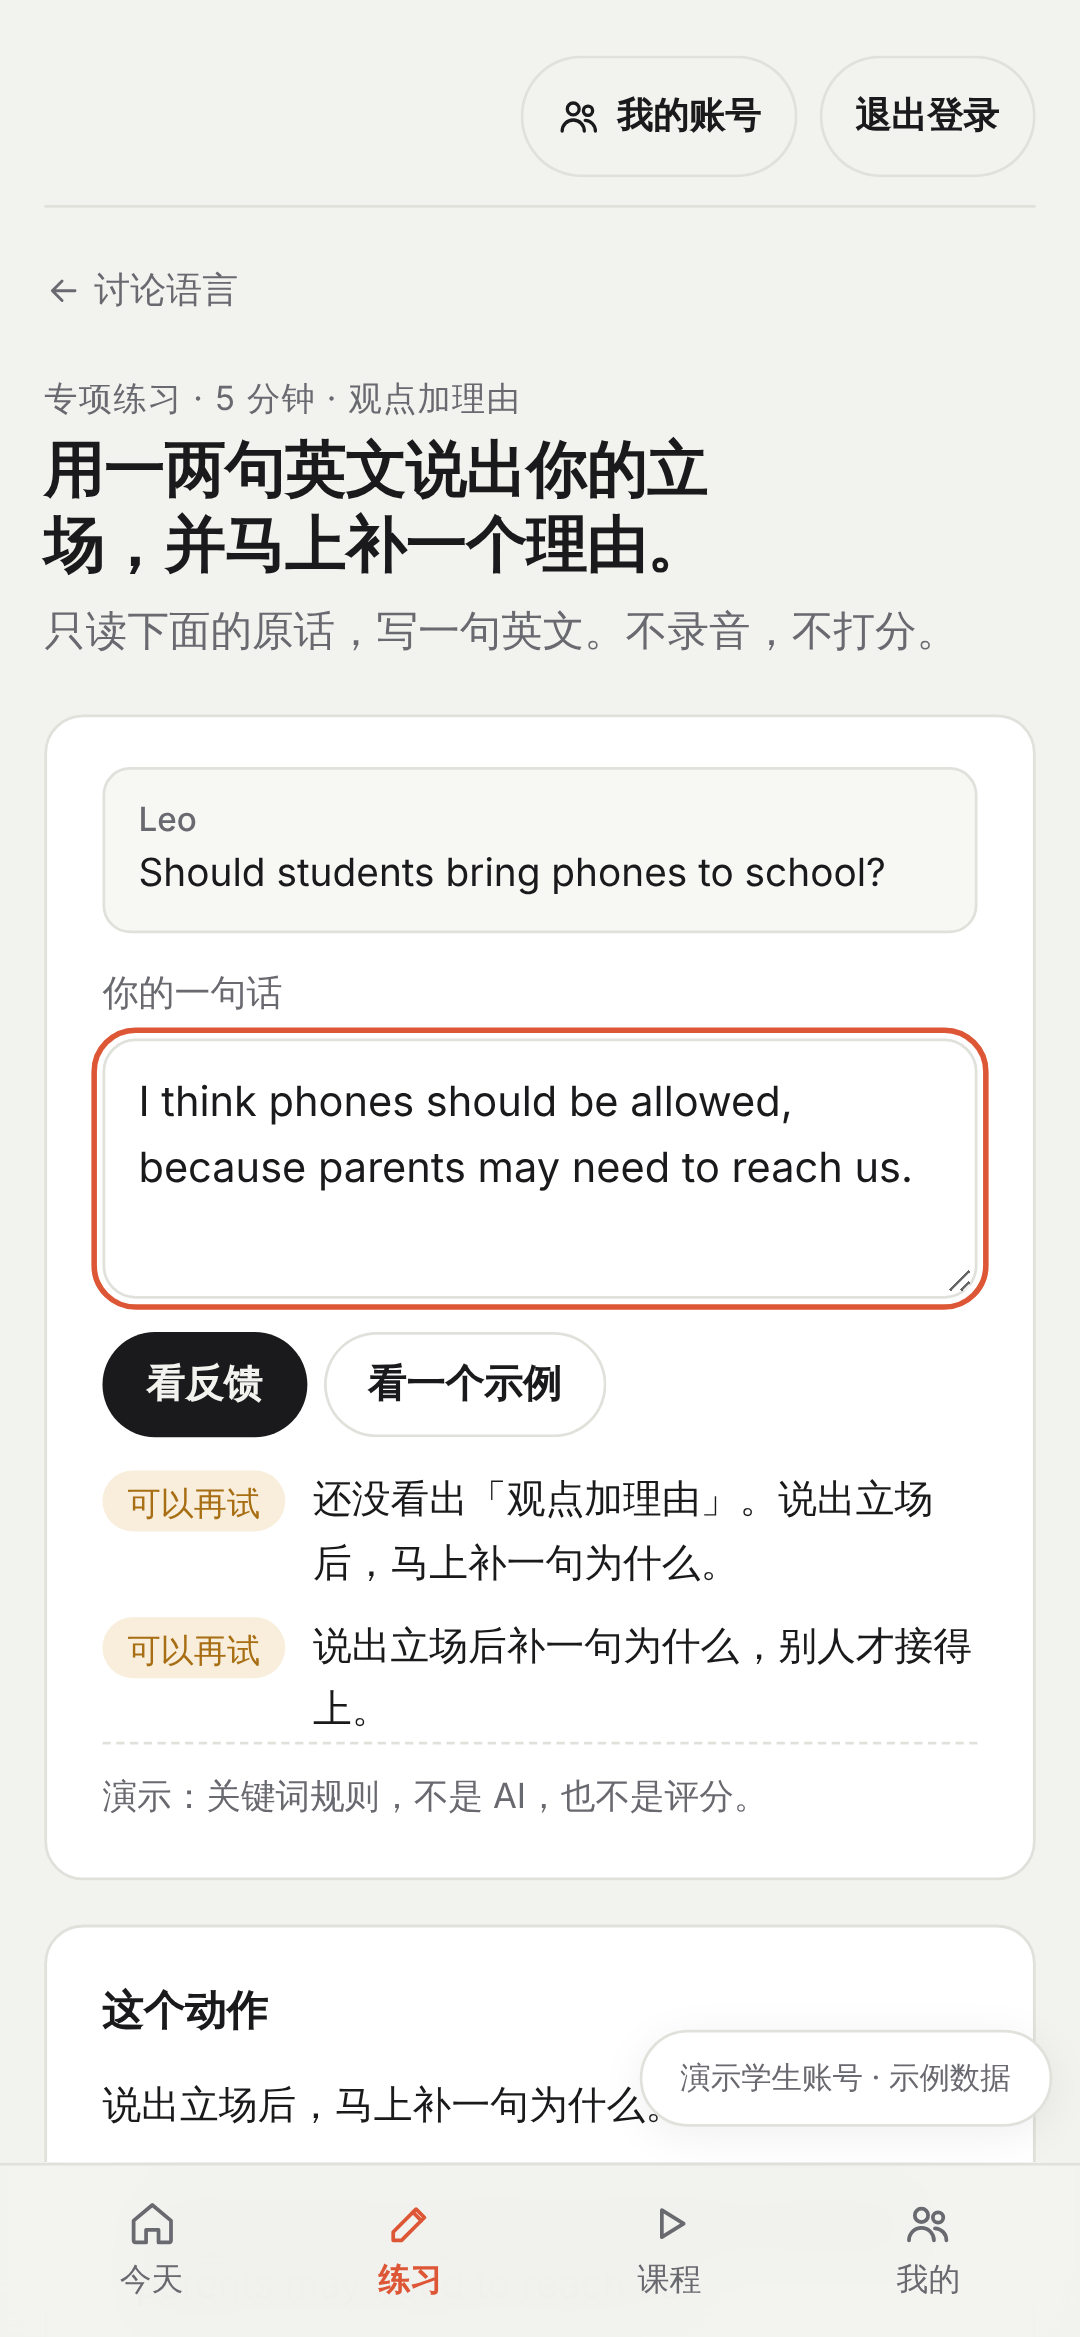 我的账号
退出登录
← 讨论语言
专项练习 · 5 分钟 · 观点加理由
用一两句英文说出你的立
场，并马上补一个理由。
只读下面的原话，写一句英文。不录音，不打分。
Leo
Should students bring phones to school?
你的一句话
I think phones should be allowed,
because parents may need to reach us.
看反馈
看一个示例
可以再试
还没看出「观点加理由」。说出立场
后，马上补一句为什么。
可以再试
说出立场后补一句为什么，别人才接得
上。
演示：关键词规则，不是 AI，也不是评分。
这个动作
演示学生账号 · 示例数据
说出立场后，马上补一句为什么。
今天
练习
课程
我的